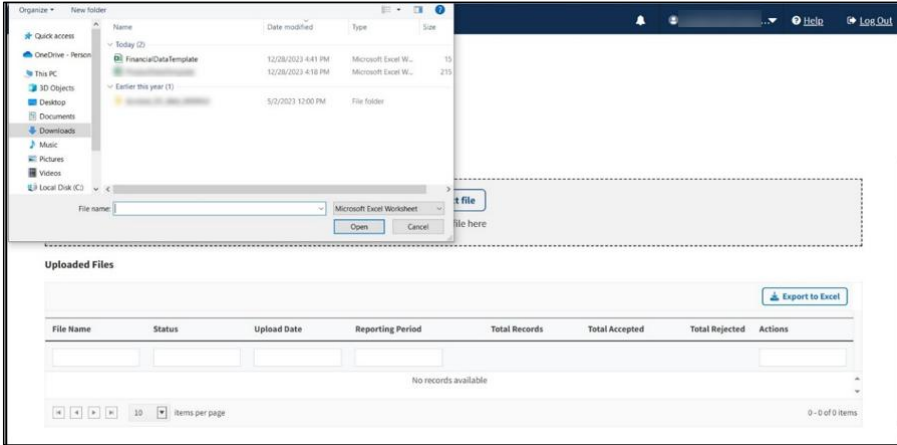 Organize New folder
... Help Log Out
Name Date modified Type Size
Quick access
Today (2)
OneDrive - Person
FinancialDataTemplate 12/28/2023 4:41 PM Microsoft Excel W... 15
This PC
12/28/2023 4:18 PM Microsoft Excel W... 215
3D Objects
Earlier this year (1)
Desktop
5/2/2023 12:00 PM File folder
Documents
Downloads
Music
Pictures
Videos
Local Disk (C:)
File name: Microsoft Excel Worksheet
Open Cancel
t file
file here
Uploaded Files
Export to Excel
File Name Status Upload Date Reporting Period Total Records Total Accepted Total Rejected Actions
No records available
10 items per page 0 - 0 of 0 items